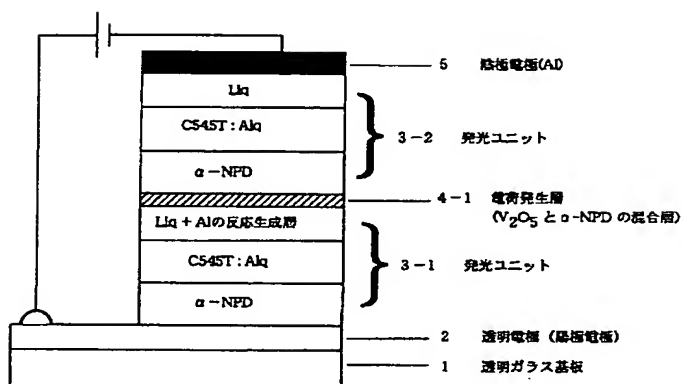 5 陰極電極(Al)
Liq
C545T : Alq
3-2 発光ユニット
α-NPD
4-1 電荷発生層
(V2O5 と α-NPD の混合層)
Liq + Alの反応生成層
C545T : Alq
3-1 発光ユニット
α-NPD
2 透明電極 (陽極電極)
1 透明ガラス基板